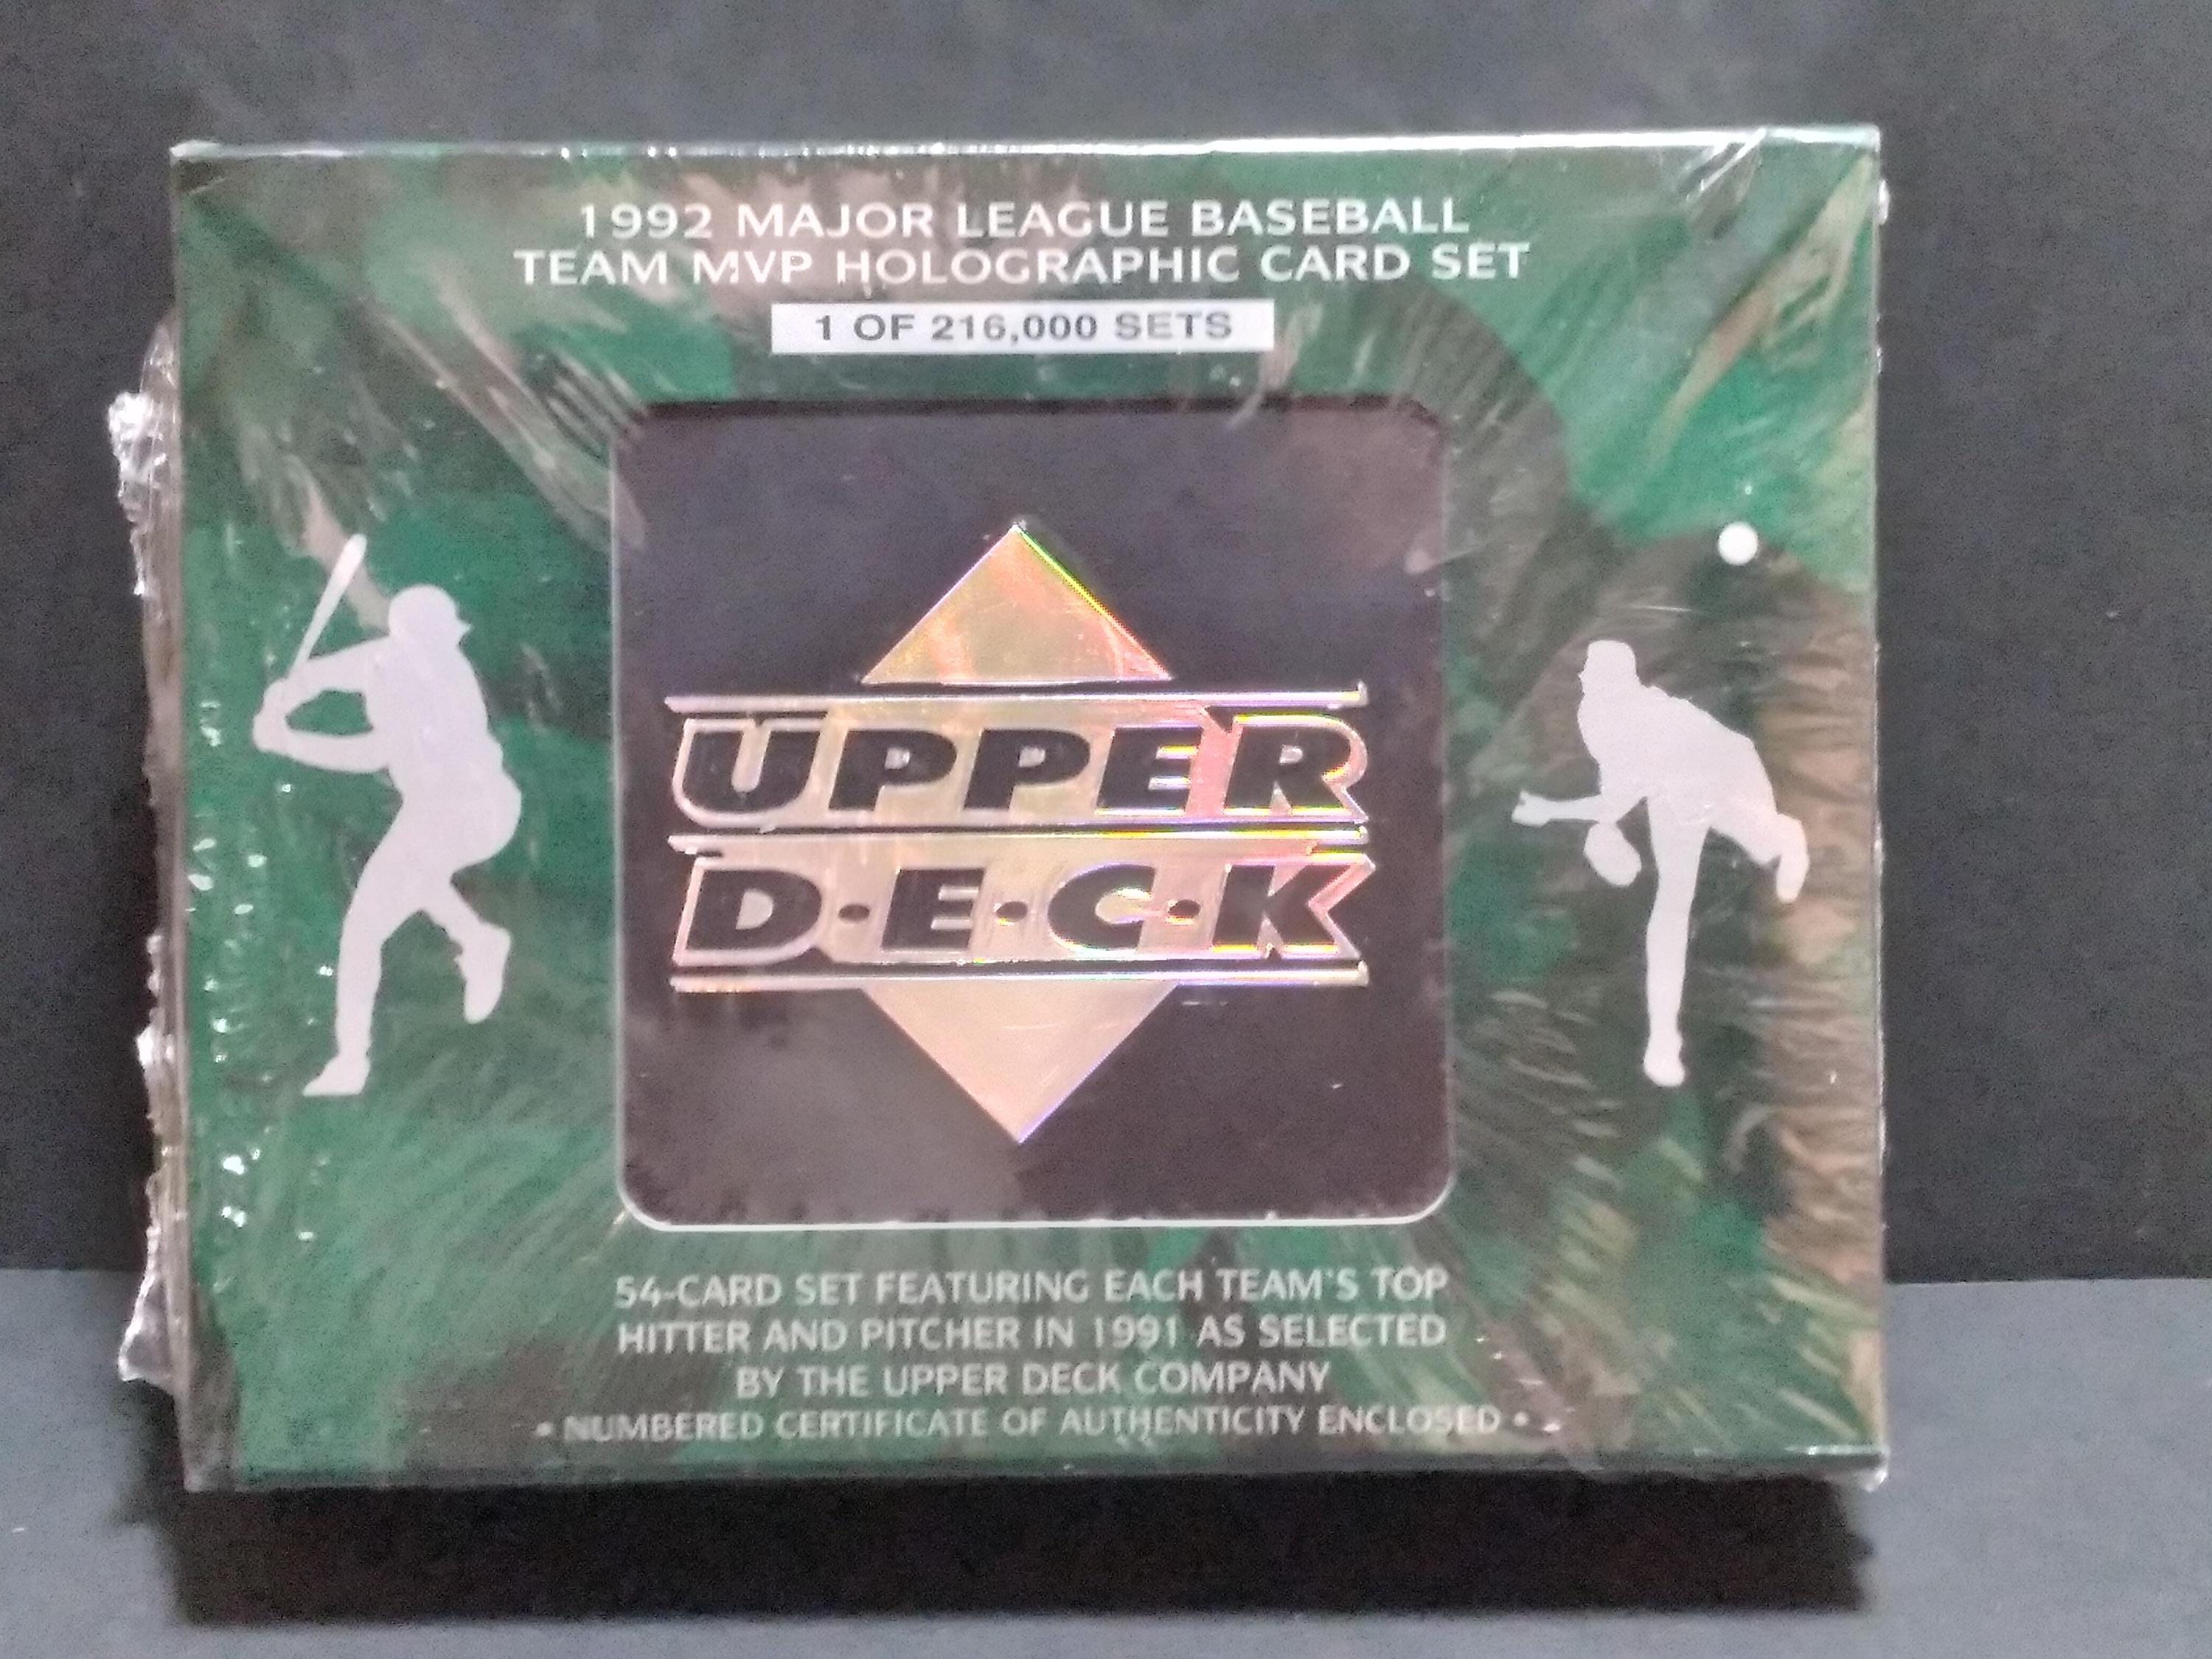 1992 MAJOR LEAGUE BASEBALL
TEAM MVP HOLOGRAPHIC CARD SET
1 OF 216,000 SETS
UPPER
D·E·C·K
54-CARD SET FEATURING EACH TEAM'S TOP
HITTER AND PITCHER IN 1991 AS SELECTED
BY THE UPPER DECK COMPANY
• NUMBERED CERTIFICATE OF AUTHENTICITY ENCLOSED •